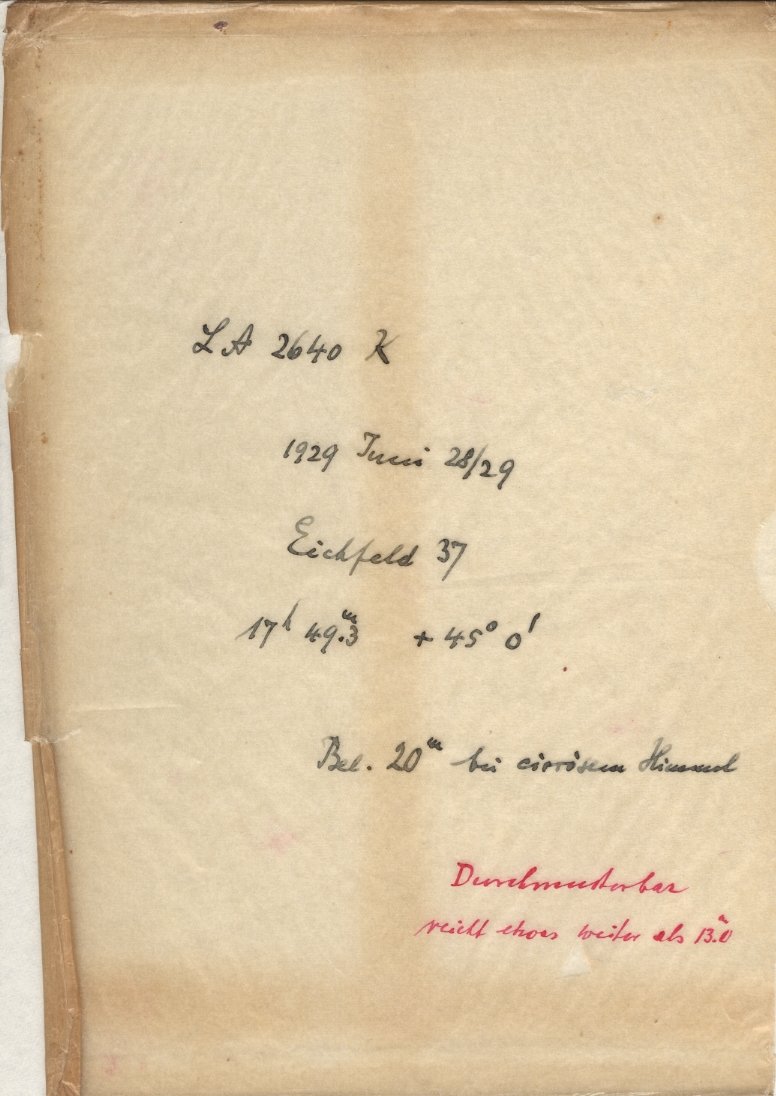 LA 2640 K
1929 Juni 28/29
Eichfeld 37
17ʰ 49ᵐ.3 + 45° 0'
Bel. 20ᵐ bei cirrösem Himmel
Durchmusterbar
reicht etwas weiter als 13ᵐ.0